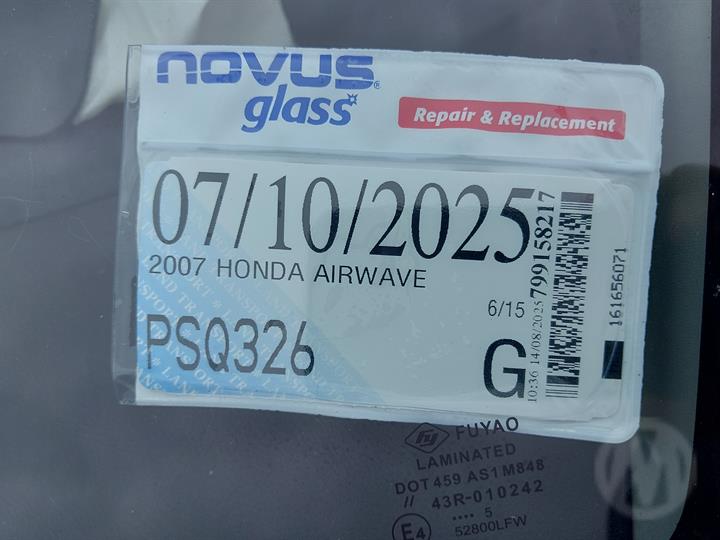 novus®
glass
Repair & Replacement
07/10/2025
2007 HONDA AIRWAVE
6/15
PSQ326
G
10:36 14/08/2025 799158217
161656071
FUYAO
LAMINATED
DOT 459 AS1 M848
// 43R-010242
.... 5
E4 52800LFW
M